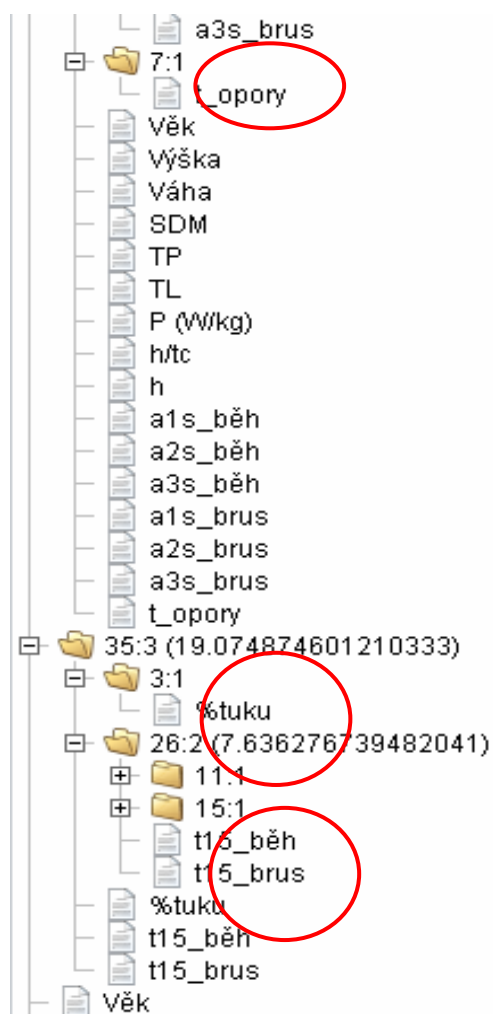 a3s_brus
7:1
t_opory
Věk
Výška
Váha
SDM
TP
TL
P (W/kg)
h/tc
h
a1s_běh
a2s_běh
a3s_běh
a1s_brus
a2s_brus
a3s_brus
t_opory
35:3 (19.074874601210333)
3:1
%tuku
26:2 (7.636276739482041)
11:1
15:1
t15_běh
t15_brus
%tuku
t15_běh
t15_brus
Věk